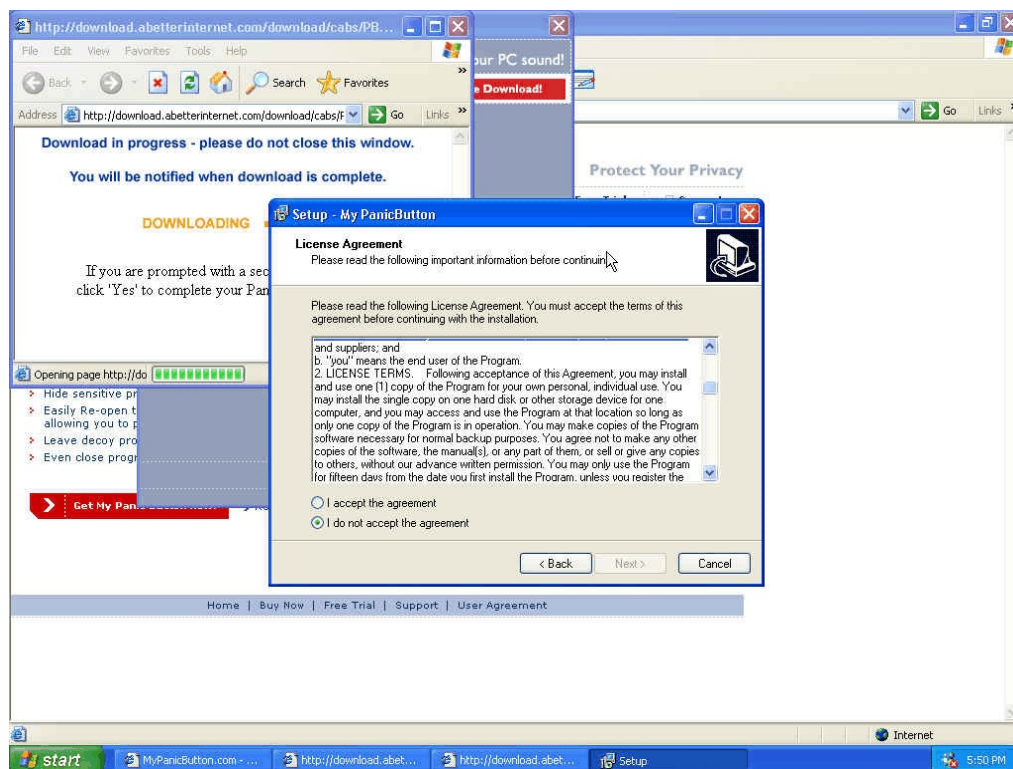 http://download.abetterinternet.com/download/cabs/PB...
File Edit View Favorites Tools Help
Back
Search
Favorites
Address http://download.abetterinternet.com/download/cabs/F
Go
Links
Download in progress - please do not close this window.
You will be notified when download is complete.
DOWNLOADING
If you are prompted with a sec
click 'Yes' to complete your Pan
Opening page http://do
ur PC sound!
e Download!
Go
Links
Protect Your Privacy
Setup - My PanicButton
License Agreement
Please read the following important information before continuin
Please read the following License Agreement. You must accept the terms of this
agreement before continuing with the installation.
and suppliers; and
b. "you" means the end user of the Program.
2. LICENSE TERMS. Following acceptance of this Agreement, you may install
and use one (1) copy of the Program for your own personal, individual use. You
may install the single copy on one hard disk or other storage device for one
computer, and you may access and use the Program at that location so long as
only one copy of the Program is in operation. You may make copies of the Program
software necessary for normal backup purposes. You agree not to make any other
copies of the software, the manual(s), or any part of them, or sell or give any copies
to others, without our advance written permission. You may only use the Program
for fifteen days from the date you first install the Program, unless you register the
I accept the agreement
I do not accept the agreement
< Back
Next >
Cancel
Hide sensitive pr
Easily Re-open t
allowing you to p
Leave decoy pro
Even close progr
Get My Pan
Home | Buy Now | Free Trial | Support | User Agreement
Internet
start
MyPanicButton.com - ...
http://download.abet...
http://download.abet...
Setup
5:50 PM